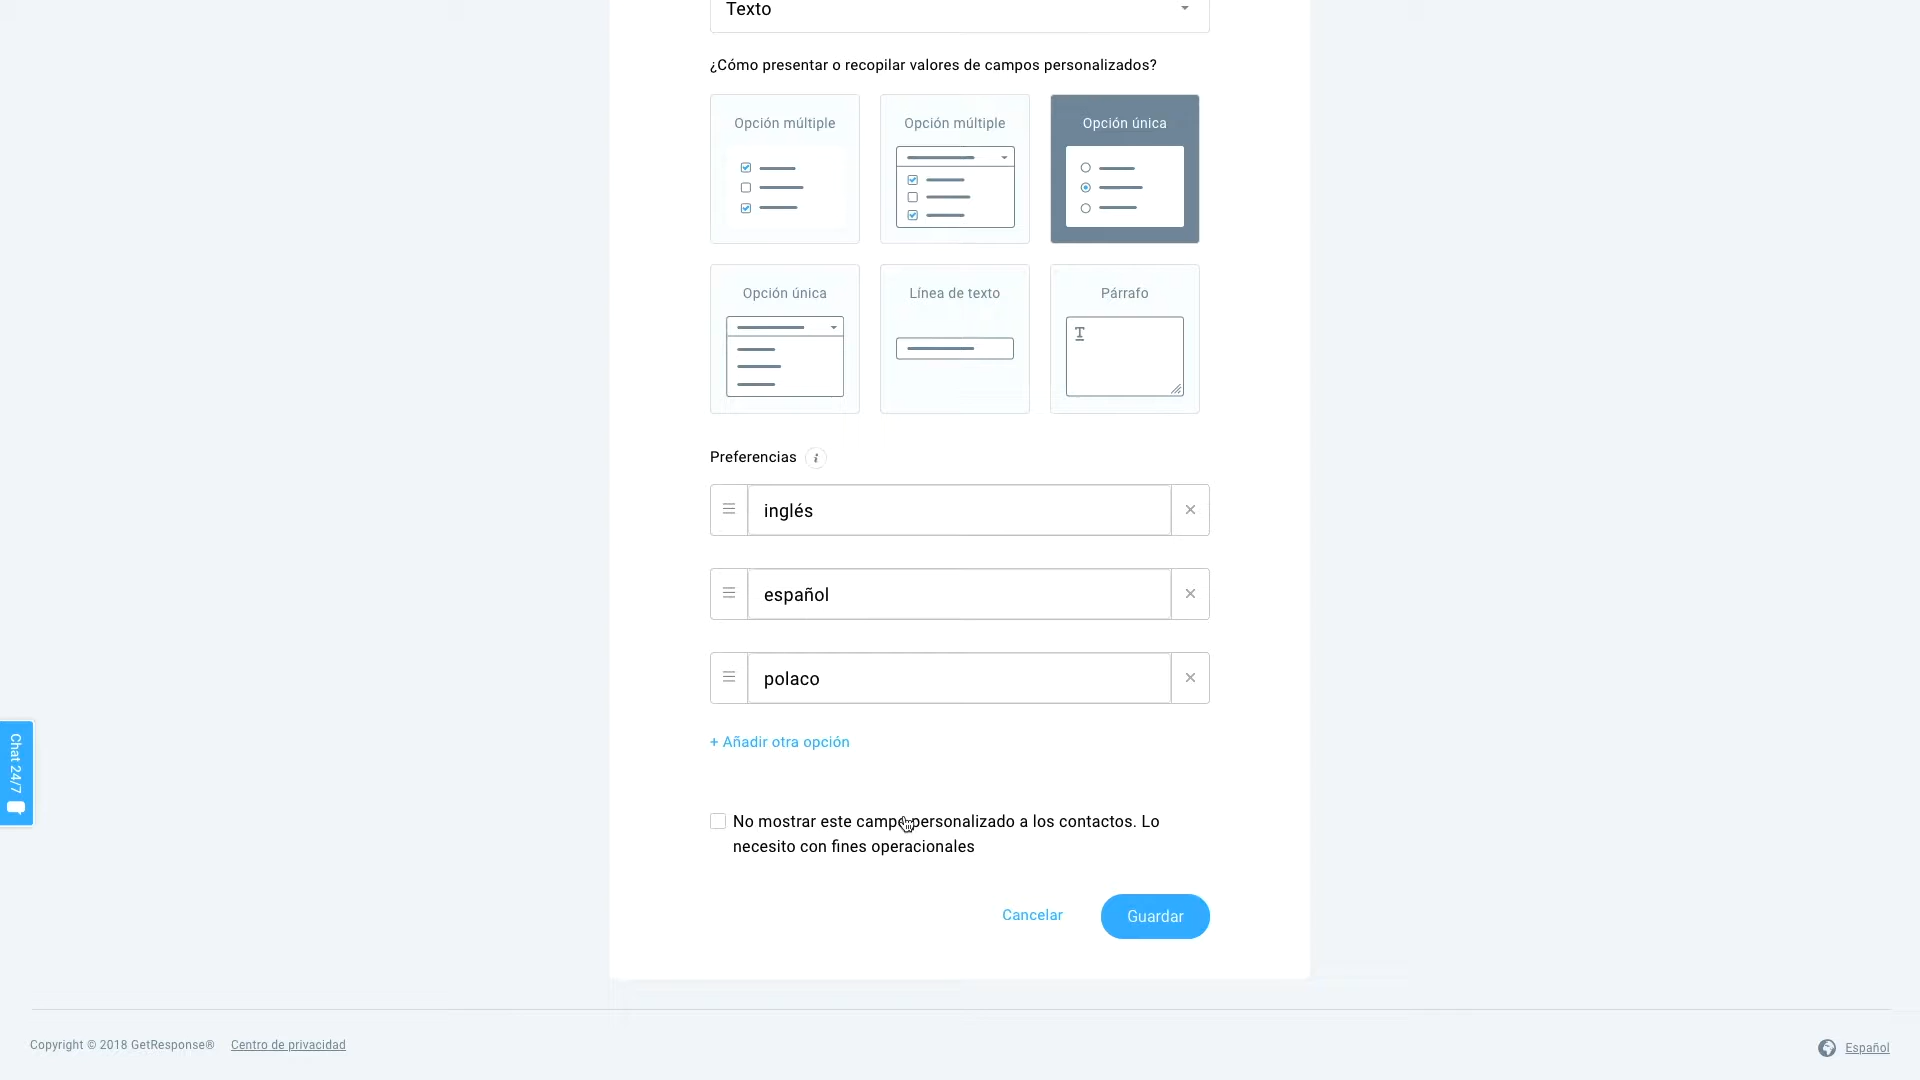 Texto
¿Cómo presentar o recopilar valores de campos personalizados?
Opción múltiple
Opción múltiple
Opción única
Opción única
Línea de texto
Párrafo
T
Preferencias i
inglés
español
polaco
+ Añadir otra opción
No mostrar este campo personalizado a los contactos. Lo
necesito con fines operacionales
Cancelar
Guardar
Chat 24/7
Copyright © 2018 GetResponse® Centro de privacidad
Español